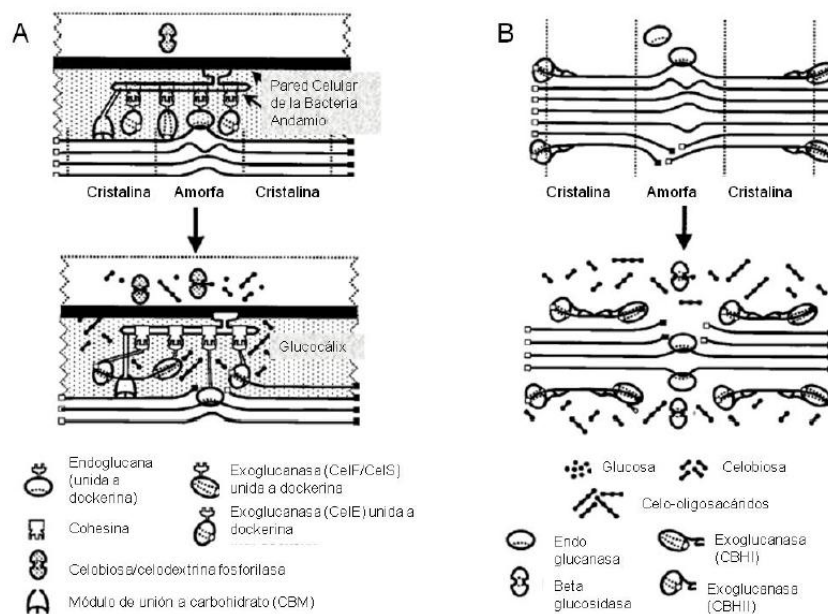 A
Pared Celular
de la Bacteria
Andamio
Cristalina Amorfa Cristalina
Glucocálix
Endoglucana
(unida a
dockerina)
Cohesina
Celobiosa/celodextrina fosforilasa
Módulo de unión a carbohidrato (CBM)
Exoglucanasa (CelF/CelS)
unida a dockerina
Exoglucanasa (CelE) unida a
dockerina
B
Cristalina Amorfa Cristalina
Glucosa Celobiosa
Celo-oligosacáridos
Endo
glucanasa
Beta
glucosidasa
Exoglucanasa
(CBHI)
Exoglucanasa
(CBHII)